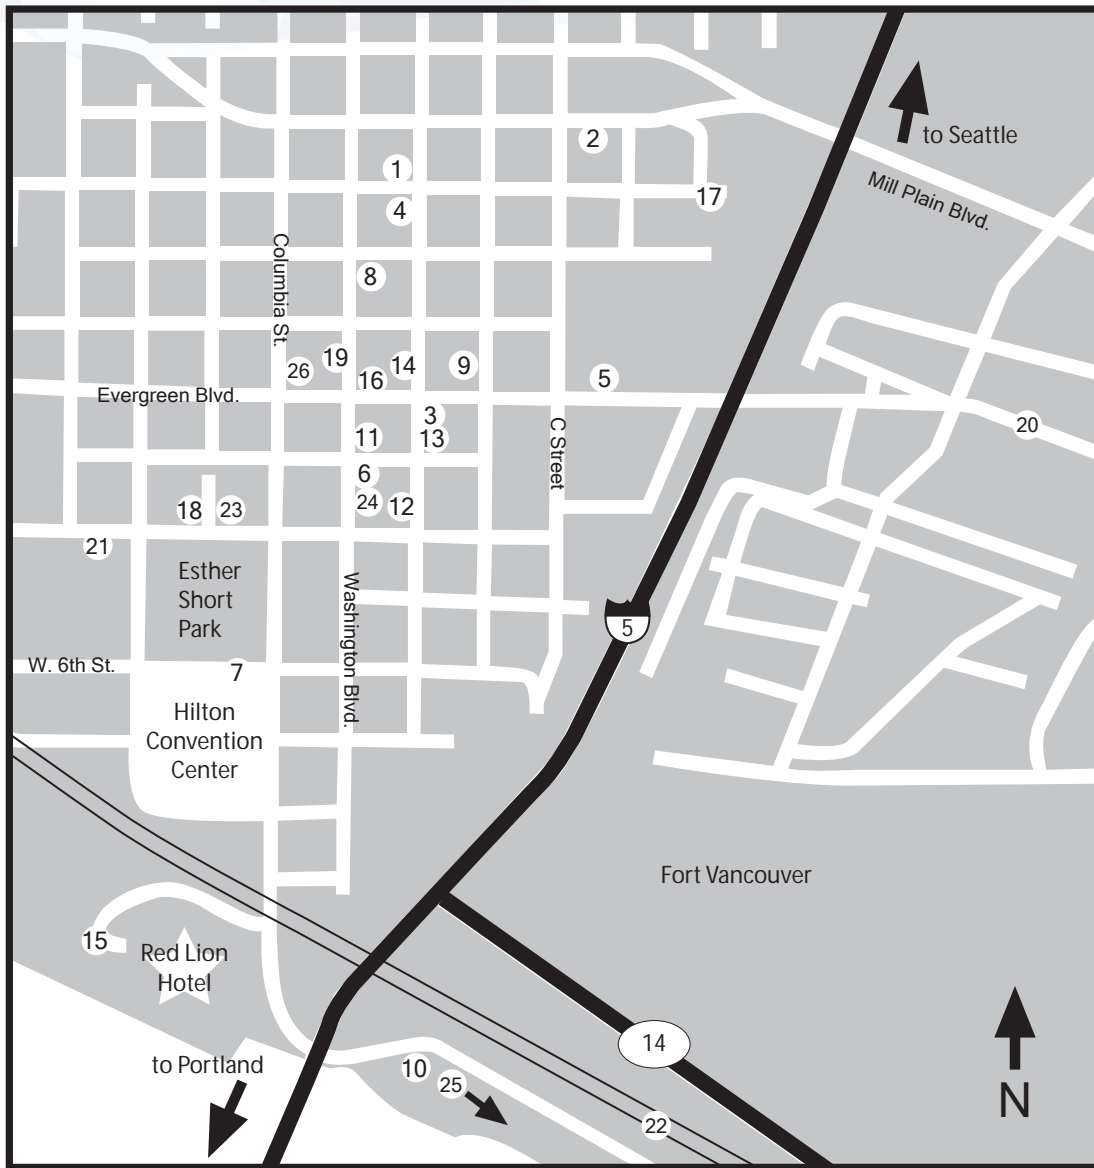 to Seattle
2
1
Mill Plain Blvd.
17
4
Columbia St.
8
19
14
9
26
16
5
Evergreen Blvd.
3
20
11
13
C Street
6
24
12
18
23
21
Esther
Short
Park
Washington Blvd.
5
W. 6th St.
7
Hilton
Convention
Center
Fort Vancouver
15
Red Lion
Hotel
14
to Portland
10
25
N
22